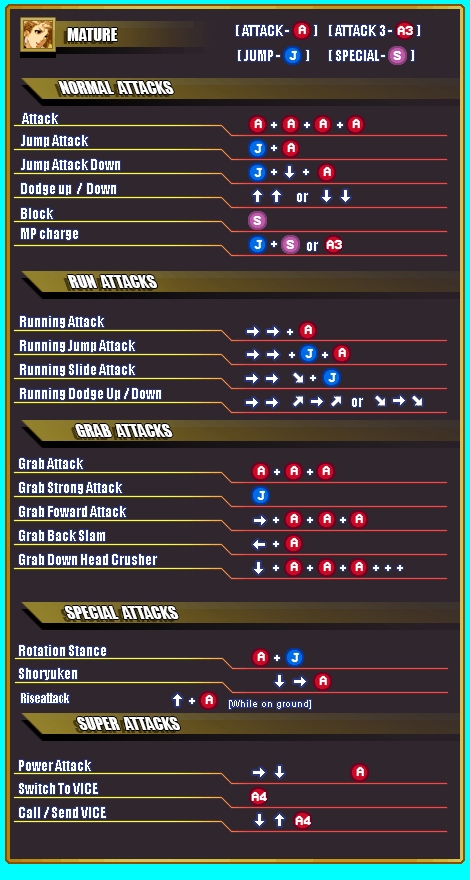 MATURE
[ ATTACK - A ] [ ATTACK 3 - A3 ]
[ JUMP - J ] [ SPECIAL - S ]
NORMAL ATTACKS
Attack A + A + A + A
Jump Attack J + A
Jump Attack Down J + ↓ + A
Dodge up / Down ↑ ↑ or ↓ ↓
Block S
MP charge J + S or A3
RUN ATTACKS
Running Attack → → + A
Running Jump Attack → → + J + A
Running Slide Attack → → ↘ + J
Running Dodge Up / Down → → ↗ → ↗ or ↘ → ↘
GRAB ATTACKS
Grab Attack A + A + A
Grab Strong Attack J
Grab Foward Attack → + A + A + A
Grab Back Slam ← + A
Grab Down Head Crusher ↓ + A + A + A + + +
SPECIAL ATTACKS
Rotation Stance A + J
Shoryuken ↓ → A
Riseattack ↑ + A [While on ground]
SUPER ATTACKS
Power Attack → ↓ A
Switch To VICE A4
Call / Send VICE ↓ ↑ A4